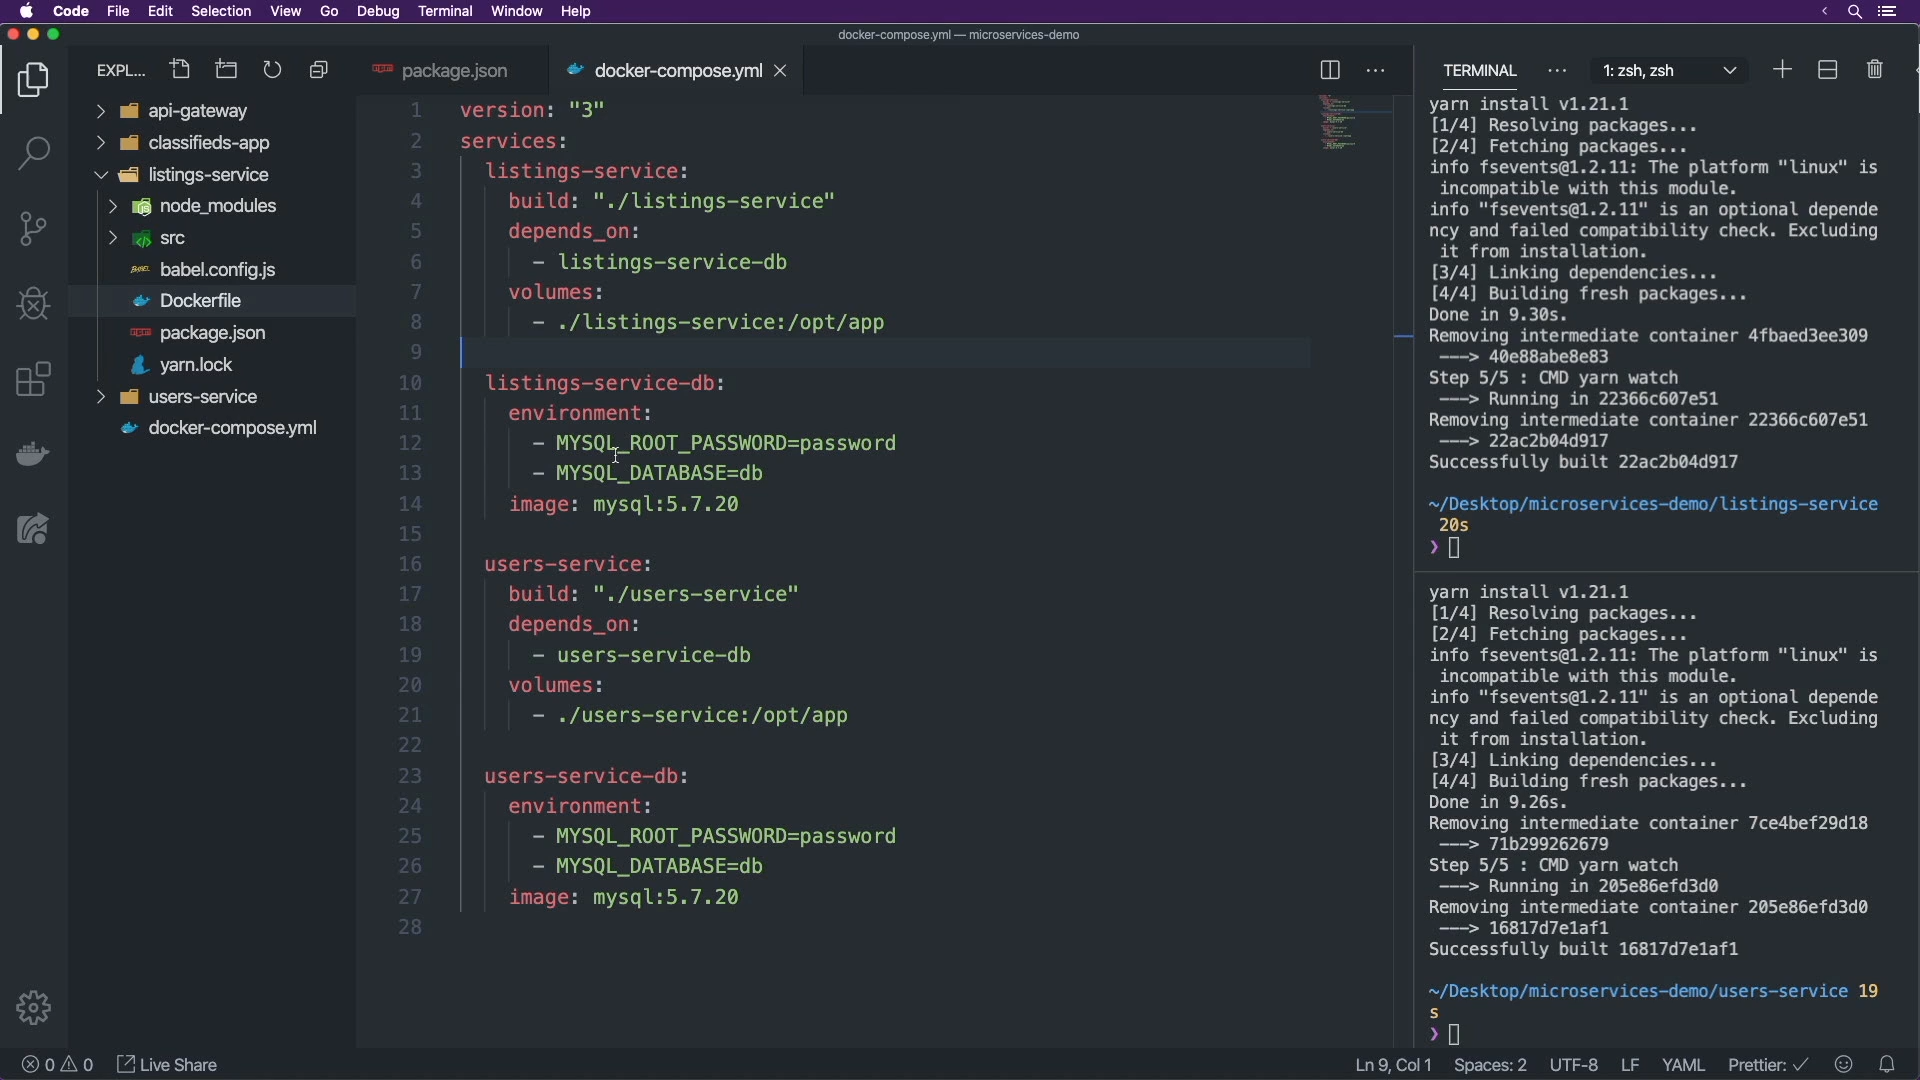 Code File Edit Selection View Go Debug Terminal Window Help
docker-compose.yml — microservices-demo
EXPL...
api-gateway
classifieds-app
listings-service
node_modules
src
babel.config.js
Dockerfile
package.json
yarn.lock
users-service
docker-compose.yml
package.json
docker-compose.yml
1 version: "3"
2 services:
3 listings-service:
4 build: "./listings-service"
5 depends_on:
6 - listings-service-db
7 volumes:
8 - ./listings-service:/opt/app
9
10 listings-service-db:
11 environment:
12 - MYSQL_ROOT_PASSWORD=password
13 - MYSQL_DATABASE=db
14 image: mysql:5.7.20
15
16 users-service:
17 build: "./users-service"
18 depends_on:
19 - users-service-db
20 volumes:
21 - ./users-service:/opt/app
22
23 users-service-db:
24 environment:
25 - MYSQL_ROOT_PASSWORD=password
26 - MYSQL_DATABASE=db
27 image: mysql:5.7.20
28
TERMINAL ... 1: zsh, zsh
yarn install v1.21.1
[1/4] Resolving packages...
[2/4] Fetching packages...
info fsevents@1.2.11: The platform "linux" is
incompatible with this module.
info "fsevents@1.2.11" is an optional depende
ncy and failed compatibility check. Excluding
it from installation.
[3/4] Linking dependencies...
[4/4] Building fresh packages...
Done in 9.30s.
Removing intermediate container 4fbaed3ee309
---> 40e88abe8e83
Step 5/5 : CMD yarn watch
---> Running in 22366c607e51
Removing intermediate container 22366c607e51
---> 22ac2b04d917
Successfully built 22ac2b04d917
~/Desktop/microservices-demo/listings-service
20s
❯
yarn install v1.21.1
[1/4] Resolving packages...
[2/4] Fetching packages...
info fsevents@1.2.11: The platform "linux" is
incompatible with this module.
info "fsevents@1.2.11" is an optional depende
ncy and failed compatibility check. Excluding
it from installation.
[3/4] Linking dependencies...
[4/4] Building fresh packages...
Done in 9.26s.
Removing intermediate container 7ce4bef29d18
---> 71b299262679
Step 5/5 : CMD yarn watch
---> Running in 205e86efd3d0
Removing intermediate container 205e86efd3d0
---> 16817d7e1af1
Successfully built 16817d7e1af1
~/Desktop/microservices-demo/users-service 19
s
❯
0 0 Live Share
Ln 9, Col 1 Spaces: 2 UTF-8 LF YAML Prettier: ✓